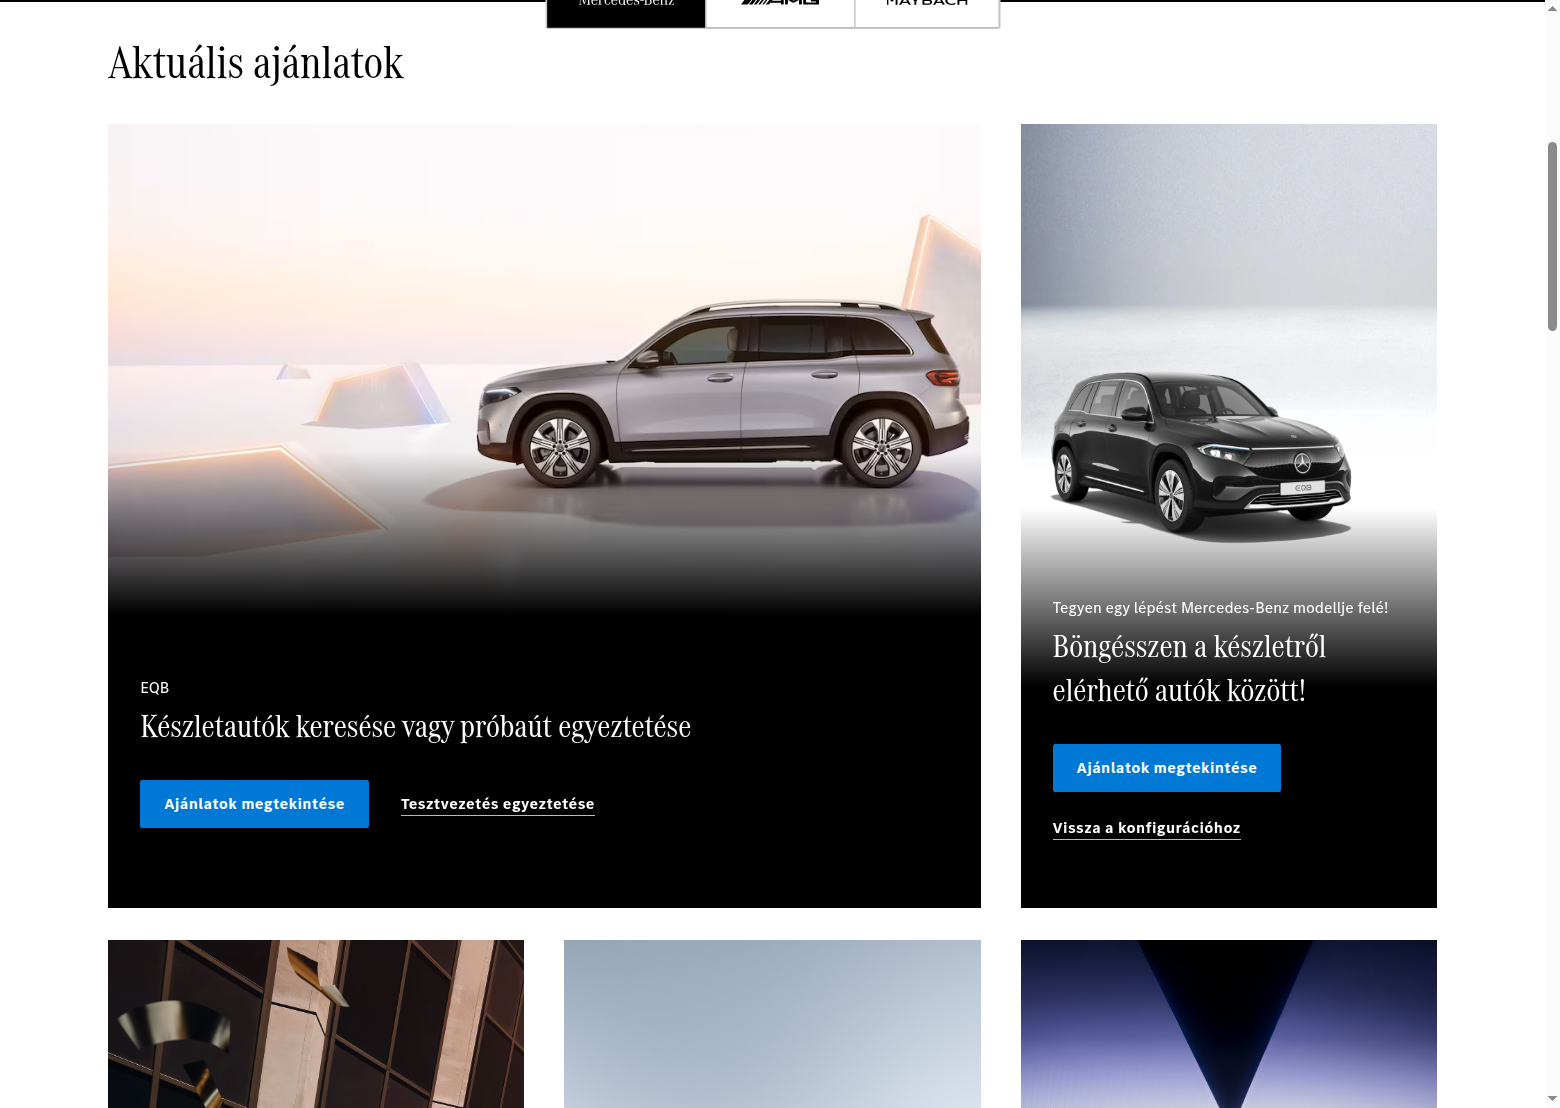 Mercedes-Benz
AMG
MAYBACH
Aktuális ajánlatok
EQB
Készletautók keresése vagy próbaút egyeztetése
Ajánlatok megtekintése
Tesztvezetés egyeztetése
EQB
Tegyen egy lépést Mercedes-Benz modellje felé!
Böngésszen a készletről
elérhető autók között!
Ajánlatok megtekintése
Vissza a konfigurációhoz